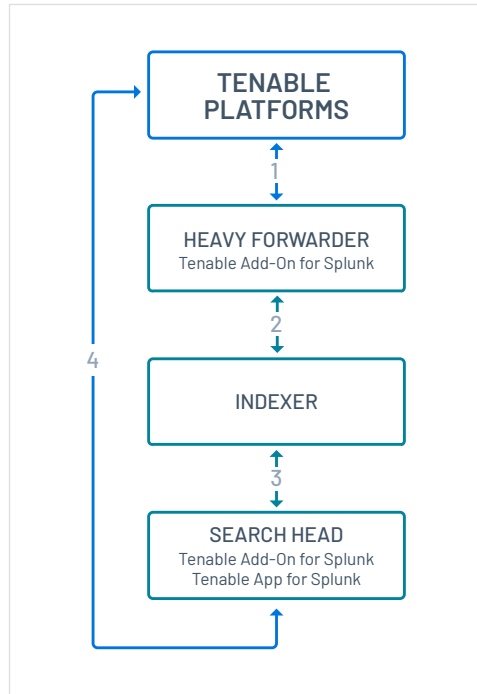 TENABLE
PLATFORMS
1
HEAVY FORWARDER
Tenable Add-On for Splunk
2
4
INDEXER
3
SEARCH HEAD
Tenable Add-On for Splunk
Tenable App for Splunk